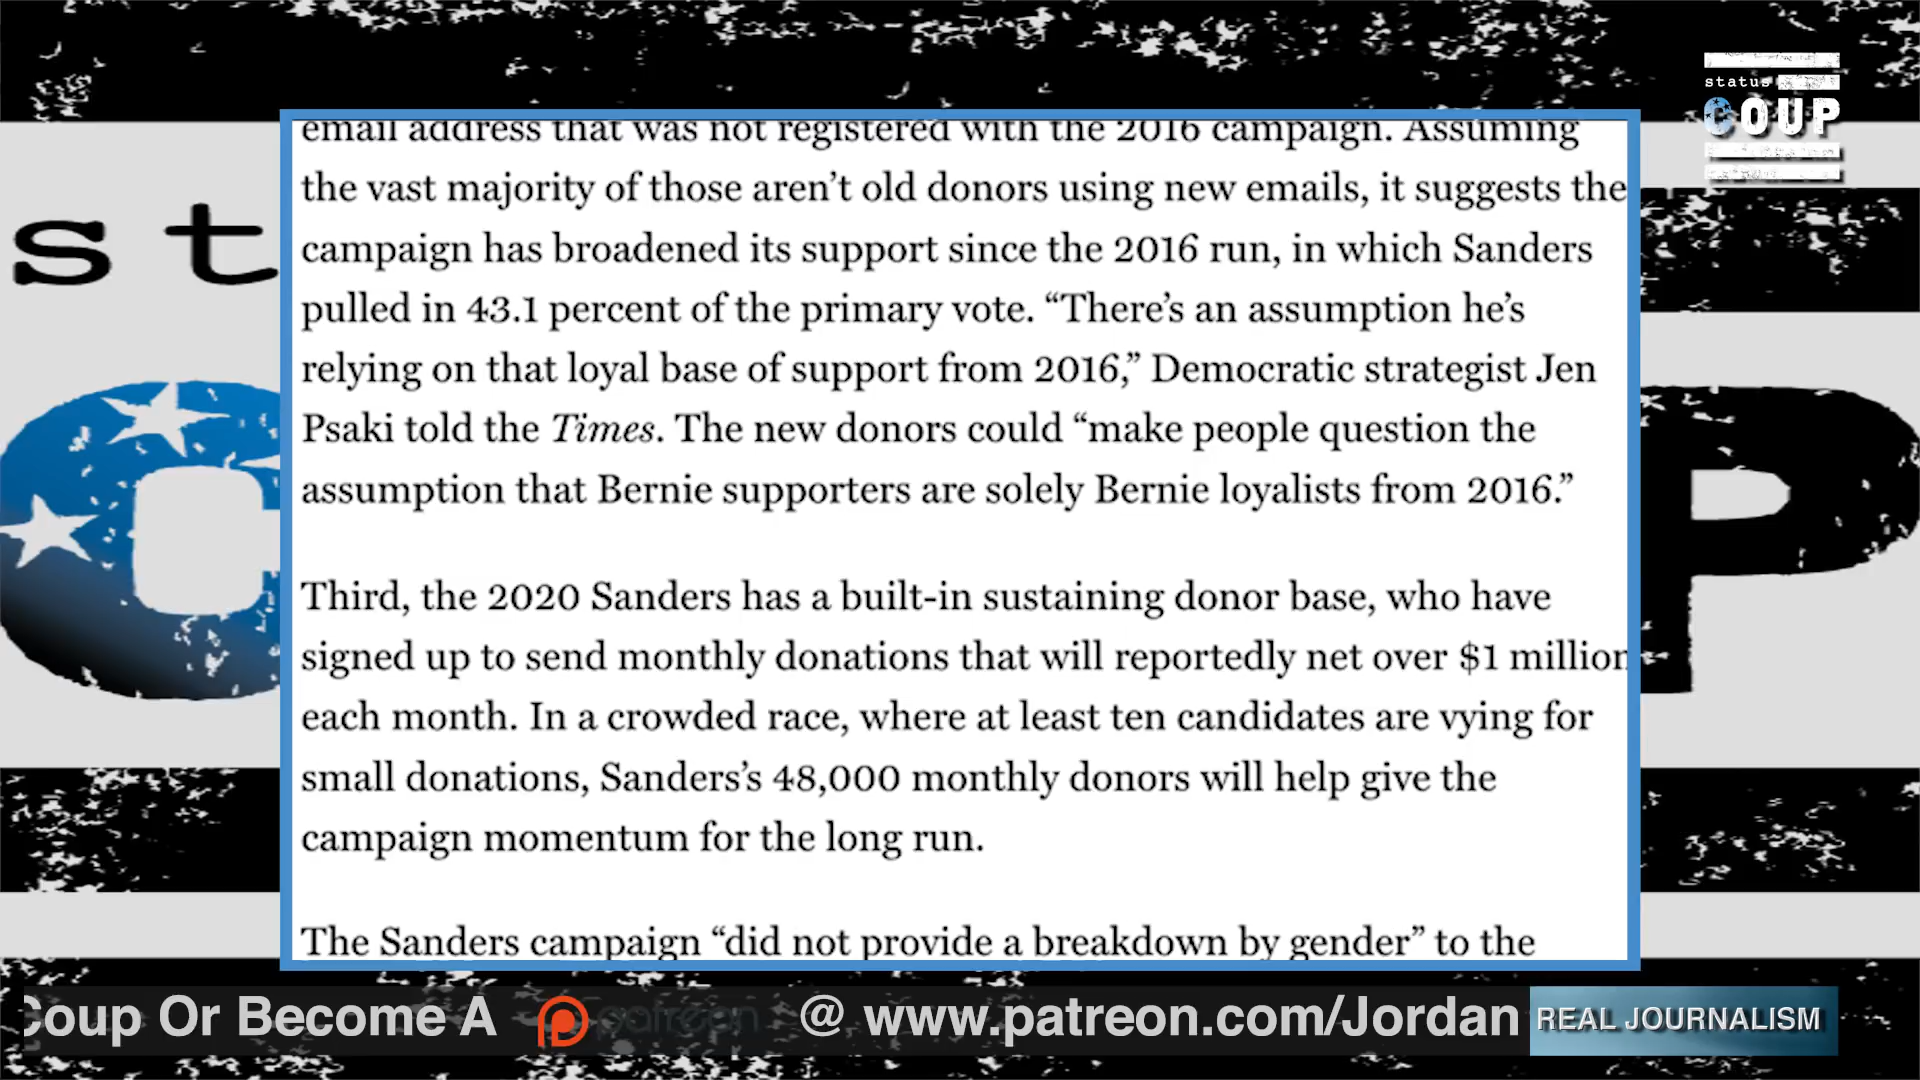 status
COUP
st
C
P
email address that was not registered with the 2016 campaign. Assuming
the vast majority of those aren’t old donors using new emails, it suggests the
campaign has broadened its support since the 2016 run, in which Sanders
pulled in 43.1 percent of the primary vote. “There’s an assumption he’s
relying on that loyal base of support from 2016,” Democratic strategist Jen
Psaki told the Times. The new donors could “make people question the
assumption that Bernie supporters are solely Bernie loyalists from 2016.”
Third, the 2020 Sanders has a built-in sustaining donor base, who have
signed up to send monthly donations that will reportedly net over $1 million
each month. In a crowded race, where at least ten candidates are vying for
small donations, Sanders’s 48,000 monthly donors will help give the
campaign momentum for the long run.
The Sanders campaign “did not provide a breakdown by gender” to the
Coup Or Become A patreon @ www.patreon.com/Jordan
REAL JOURNALISM